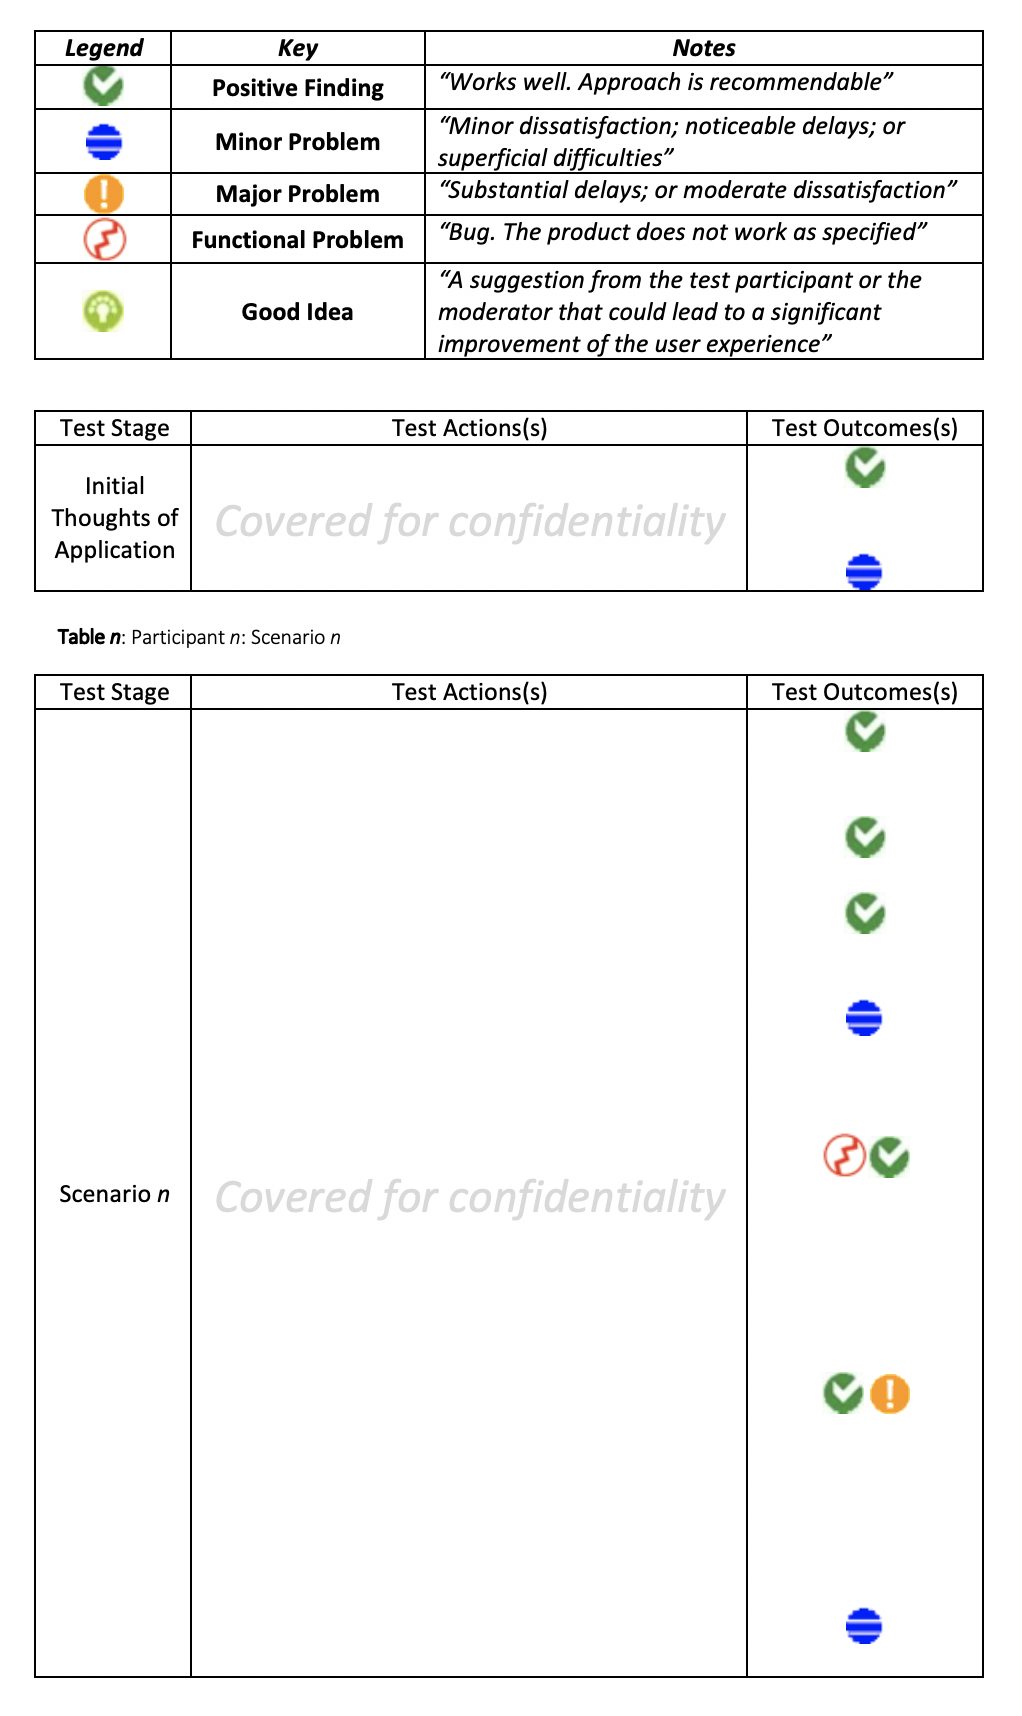 Legend Key Notes
Positive Finding “Works well. Approach is recommendable”
Minor Problem “Minor dissatisfaction; noticeable delays; or
superficial difficulties”
Major Problem “Substantial delays; or moderate dissatisfaction”
Functional Problem “Bug. The product does not work as specified”
Good Idea “A suggestion from the test participant or the
moderator that could lead to a significant
improvement of the user experience”
Test Stage Test Actions(s) Test Outcomes(s)
Initial
Thoughts of
Application
Covered for confidentiality
Table n: Participant n: Scenario n
Test Stage Test Actions(s) Test Outcomes(s)
Scenario n Covered for confidentiality